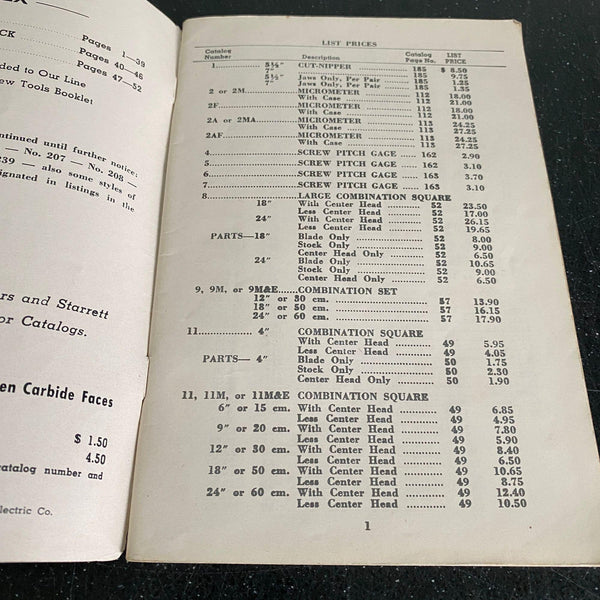 EX
CK Pages 1—39
Pages 40—46
ded to Our Line Pages 47—52
ew Tools Booklet
ontinued until further notice:
— No. 207 — No. 208 —
239 — also some styles of
signated in listings in the
rs and Starrett
or Catalogs.
en Carbide Faces
$ 1.50
4.50
catalog number and
lectric Co.
LIST PRICES
Catalog Number Description Catalog Page No. LIST PRICE
1 5½" CUT-NIPPER 185 $ 8.50
7" 185 9.75
5½" Jaws Only, Per Pair 185 1.25
7" Jaws Only, Per Pair 185 1.35
2 or 2M MICROMETER 112 18.00
With Case 112 21.00
2F MICROMETER 112 18.00
With Case 112 21.00
2A or 2MA MICROMETER 113 24.25
With Case 113 27.25
2AF MICROMETER 113 24.25
With Case 113 27.25
4 SCREW PITCH GAGE 162 2.90
5 SCREW PITCH GAGE 162 3.10
6 SCREW PITCH GAGE 163 3.70
7 SCREW PITCH GAGE 163 3.10
8 LARGE COMBINATION SQUARE
18" With Center Head 52 23.50
Less Center Head 52 17.00
24" With Center Head 52 26.15
Less Center Head 52 19.65
PARTS—18" Blade Only 52 8.00
Stock Only 52 9.00
Center Head Only 52 6.50
24" Blade Only 52 10.65
Stock Only 52 9.00
Center Head Only 52 6.50
9, 9M, or 9M&E COMBINATION SET
12" or 30 cm. 57 13.90
18" or 50 cm. 57 16.15
24" or 60 cm. 57 17.90
11 4" COMBINATION SQUARE
With Center Head 49 5.95
Less Center Head 49 4.05
PARTS— 4" Blade Only 50 1.75
Stock Only 50 2.30
Center Head Only 50 1.90
11, 11M, or 11M&E COMBINATION SQUARE
6" or 15 cm. With Center Head 49 6.85
Less Center Head 49 4.95
9" or 20 cm. With Center Head 49 7.80
Less Center Head 49 5.90
12" or 30 cm. With Center Head 49 8.40
Less Center Head 49 6.50
18" or 50 cm. With Center Head 49 10.65
Less Center Head 49 8.75
24" or 60 cm. With Center Head 49 12.40
Less Center Head 49 10.50
1